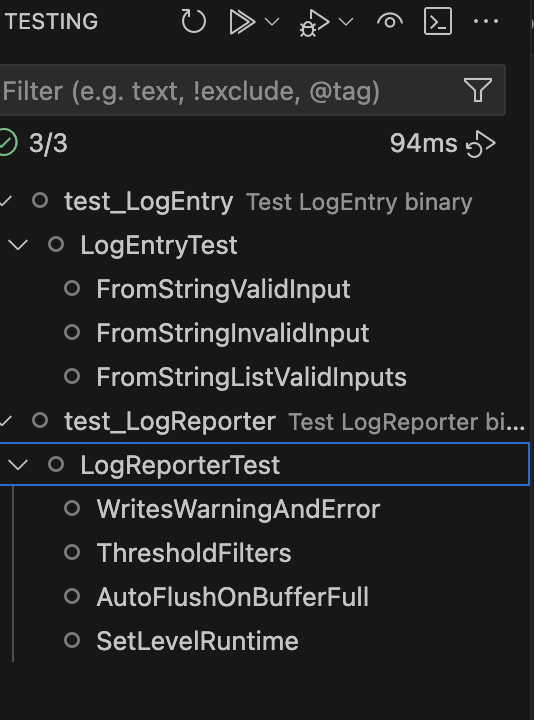 TESTING
Filter (e.g. text, !exclude, @tag)
3/3 94ms
test_LogEntry Test LogEntry binary
LogEntryTest
FromStringValidInput
FromStringInvalidInput
FromStringListValidInputs
test_LogReporter Test LogReporter bi...
LogReporterTest
WritesWarningAndError
ThresholdFilters
AutoFlushOnBufferFull
SetLevelRuntime